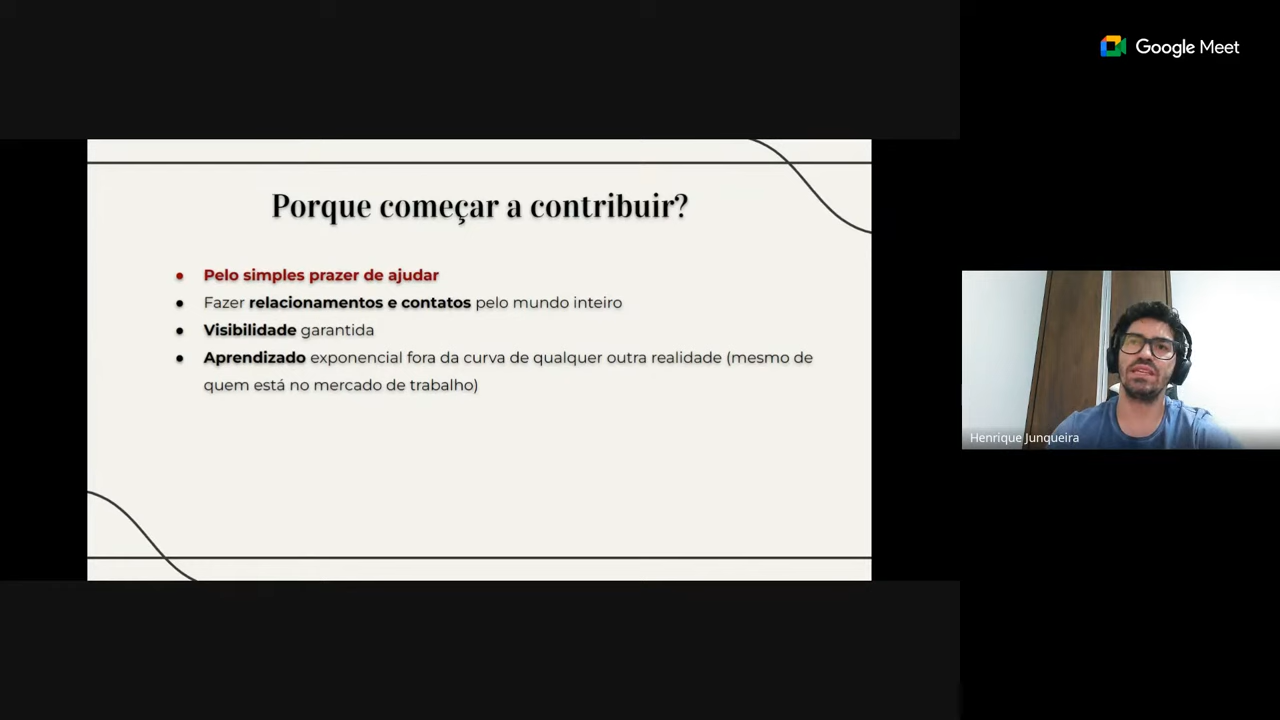 Google Meet
Porque começar a contribuir?
● Pelo simples prazer de ajudar
● Fazer relacionamentos e contatos pelo mundo inteiro
● Visibilidade garantida
● Aprendizado exponencial fora da curva de qualquer outra realidade (mesmo de
quem está no mercado de trabalho)
Henrique Junqueira